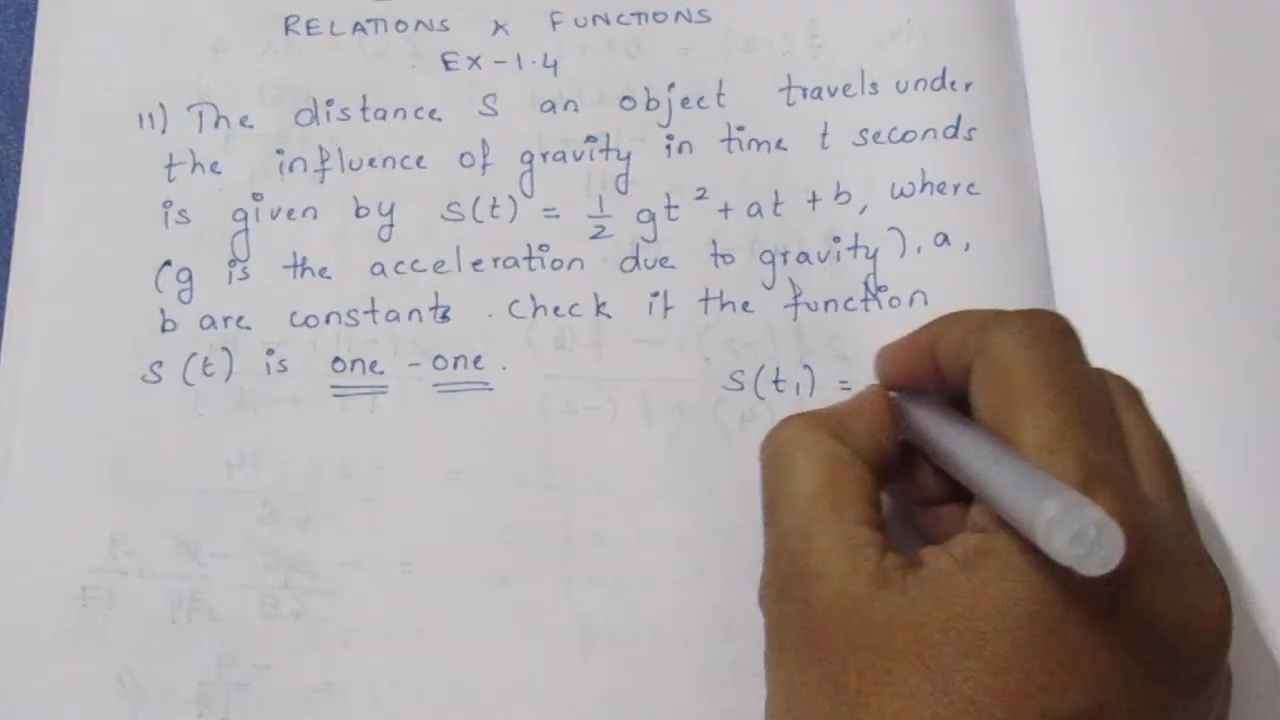 RELATIONS & FUNCTIONS
EX-1.4
11) The distance S an object travels under
the influence of gravity in time t seconds
is given by S(t) = 1/2 gt² + at + b, where
(g is the acceleration due to gravity), a,
b are constants. Check if the function
S(t) is one-one.
S(t₁) =